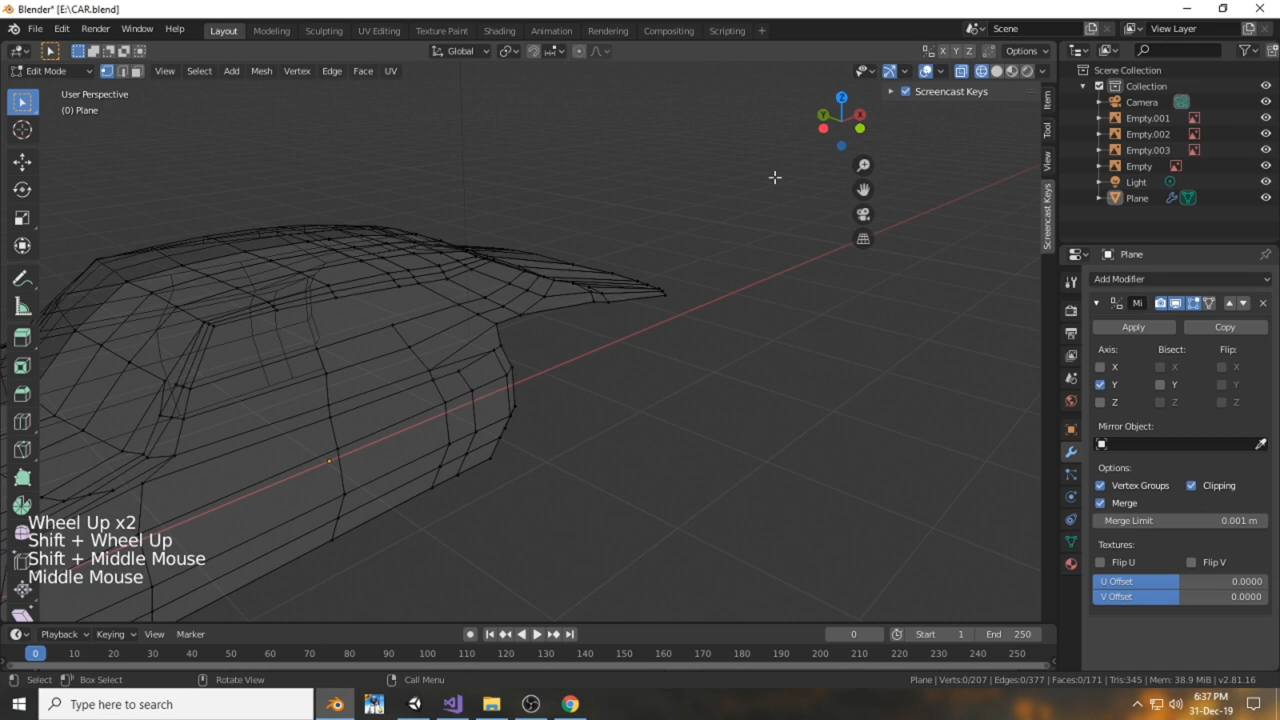 Blender* [E:\CAR.blend]
File Edit Render Window Help Layout Modeling Sculpting UV Editing Texture Paint Shading Animation Rendering Compositing Scripting + Scene View Layer
Global X Y Z Options
Edit Mode View Select Add Mesh Vertex Edge Face UV
User Perspective
(0) Plane
Screencast Keys
Z
Y X
Item
Tool
View
Screencast Keys
Wheel Up x2
Shift + Wheel Up
Shift + Middle Mouse
Middle Mouse
Scene Collection
Collection
Camera
Empty.001
Empty.002
Empty.003
Empty
Light
Plane
Plane
Add Modifier
Mi
Apply Copy
Axis: Bisect: Flip:
X X X
Y Y Y
Z Z Z
Mirror Object:
Options:
Vertex Groups Clipping
Merge
Merge Limit 0.001 m
Textures:
Flip U Flip V
U Offset 0.0000
V Offset 0.0000
Playback Keying View Marker 0 Start 1 End 250
0 10 20 30 40 50 60 70 80 90 100 110 120 130 140 150 160 170 180 190 200 210 220 230 240 250
Select Box Select Rotate View Call Menu Plane | Verts:0/207 | Edges:0/377 | Faces:0/171 | Tris:345 | Mem: 38.9 MiB | v2.81.16
Type here to search
6:37 PM
31-Dec-19